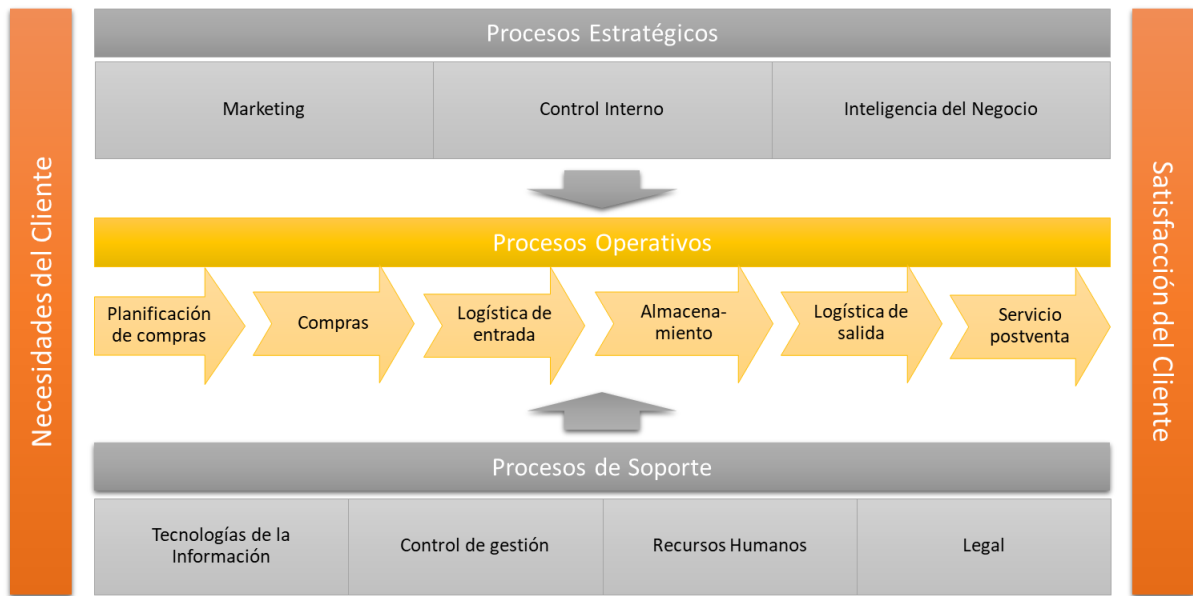 Necesidades del Cliente
Procesos Estratégicos
Marketing
Control Interno
Inteligencia del Negocio
Procesos Operativos
Planificación
de compras
Compras
Logística de
entrada
Almacena-
miento
Logística de
salida
Servicio
postventa
Procesos de Soporte
Tecnologías de la
Información
Control de gestión
Recursos Humanos
Legal
Satisfacción del Cliente